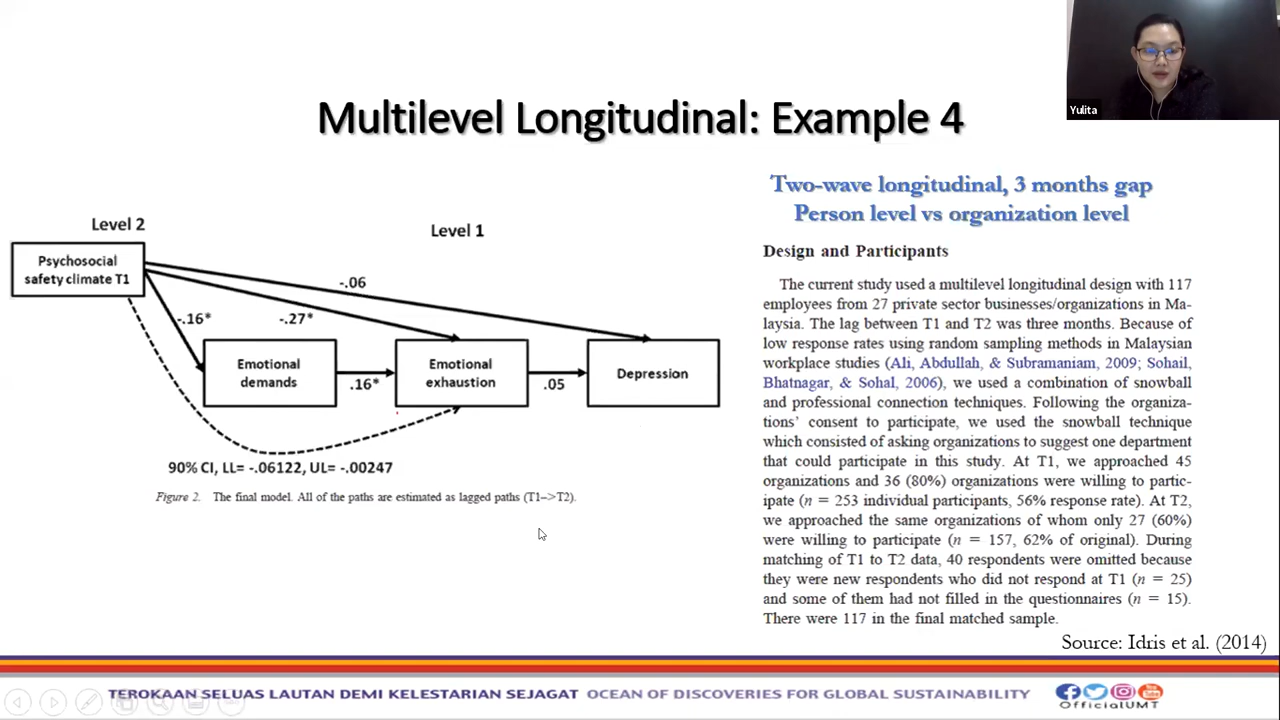 Yulita
Multilevel Longitudinal: Example 4
Level 2
Level 1
Psychosocial
safety climate T1
-.06
-.16*
-.27*
Emotional
demands
.16*
Emotional
exhaustion
.05
Depression
90% CI, LL= -.06122, UL= -.00247
Figure 2. The final model. All of the paths are estimated as lagged paths (T1–>T2).
Two-wave longitudinal, 3 months gap
Person level vs organization level
Design and Participants
The current study used a multilevel longitudinal design with 117
employees from 27 private sector businesses/organizations in Ma-
laysia. The lag between T1 and T2 was three months. Because of
low response rates using random sampling methods in Malaysian
workplace studies (Ali, Abdullah, & Subramaniam, 2009; Sohail,
Bhatnagar, & Sohal, 2006), we used a combination of snowball
and professional connection techniques. Following the organiza-
tions’ consent to participate, we used the snowball technique
which consisted of asking organizations to suggest one department
that could participate in this study. At T1, we approached 45
organizations and 36 (80%) organizations were willing to partic-
ipate (n = 253 individual participants, 56% response rate). At T2,
we approached the same organizations of whom only 27 (60%)
were willing to participate (n = 157, 62% of original). During
matching of T1 to T2 data, 40 respondents were omitted because
they were new respondents who did not respond at T1 (n = 25)
and some of them had not filled in the questionnaires (n = 15).
There were 117 in the final matched sample.
Source: Idris et al. (2014)
TEROKAAN SELUAS LAUTAN DEMI KELESTARIAN SEJAGAT OCEAN OF DISCOVERIES FOR GLOBAL SUSTAINABILITY
OfficialUMT